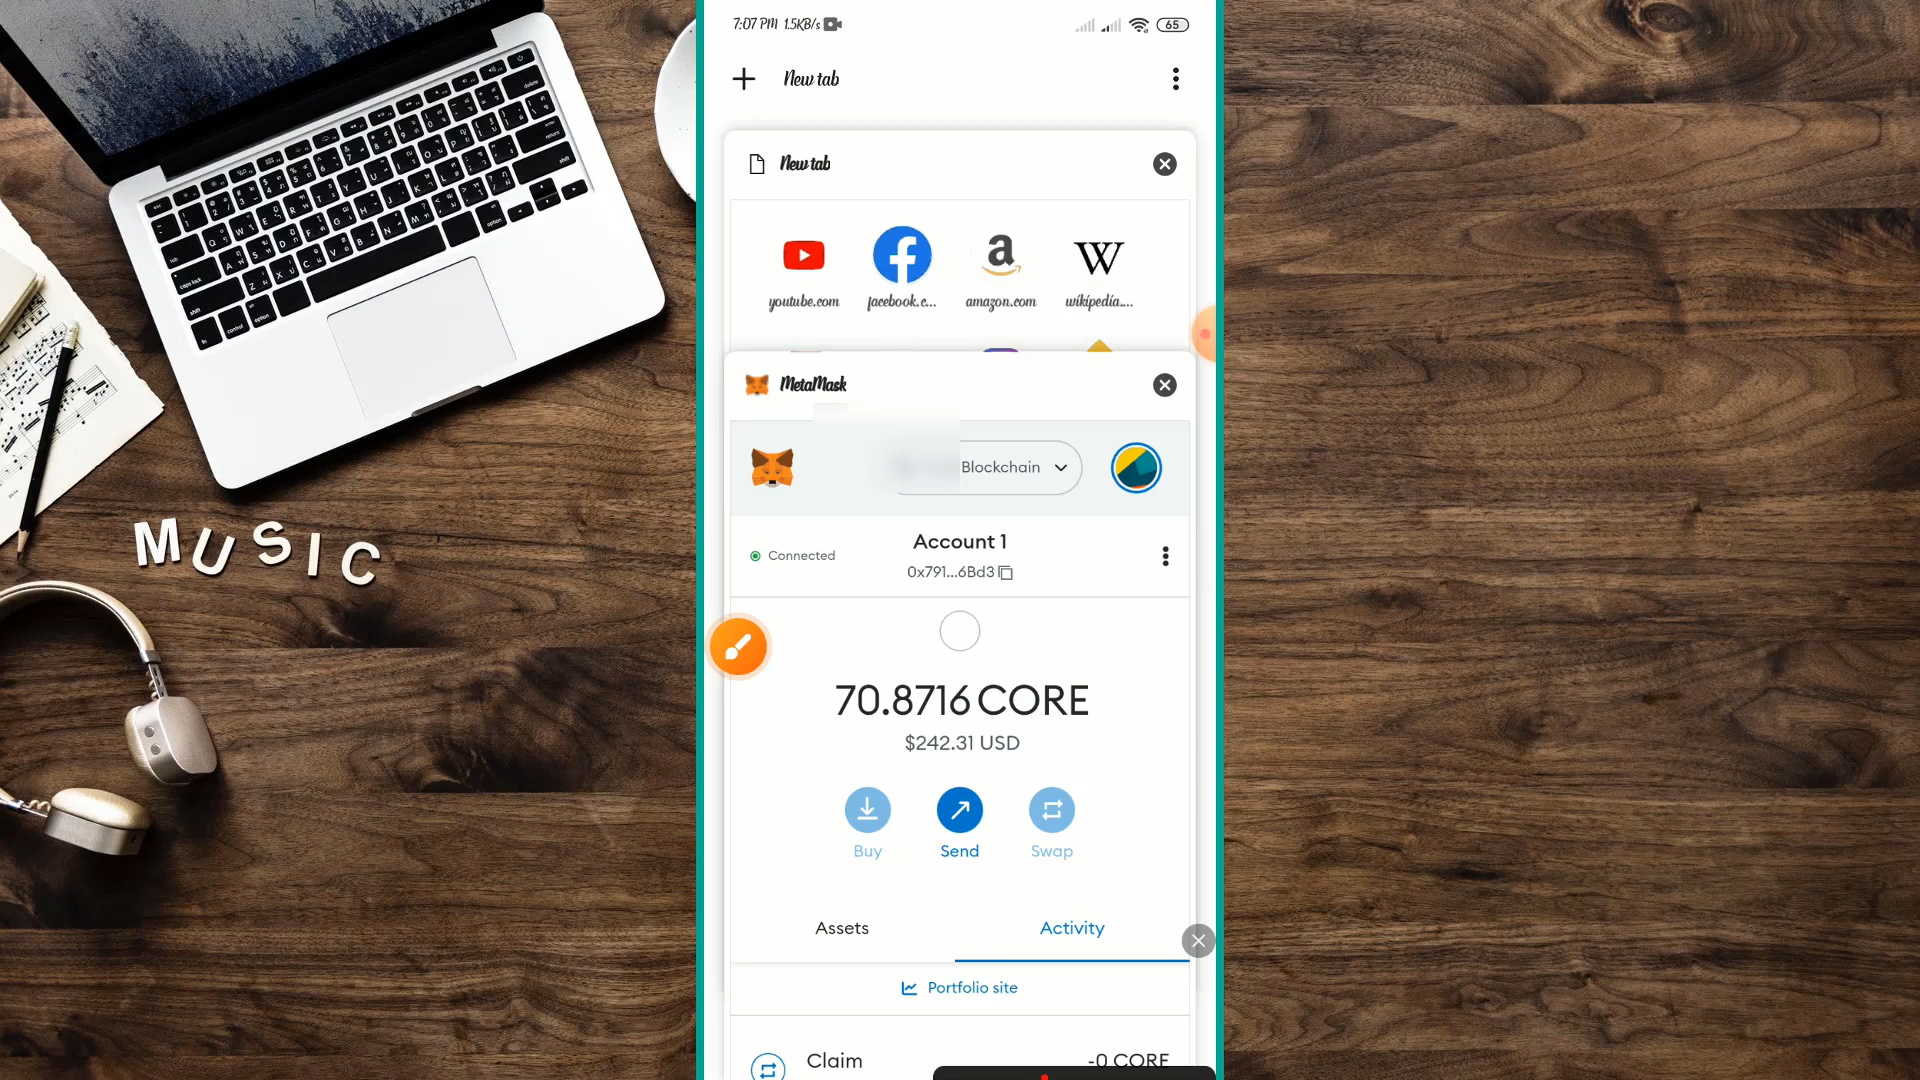 7:07 PM 1.5KB/s
65
New tab
New tab
youtube.com
facebook.c...
amazon.com
wikipedia....
MetaMask
Blockchain
Connected
Account 1
0x791...6Bd3
70.8716 CORE
$242.31 USD
Buy
Send
Swap
Assets
Activity
Portfolio site
Claim
-0 CORE
MUSIC